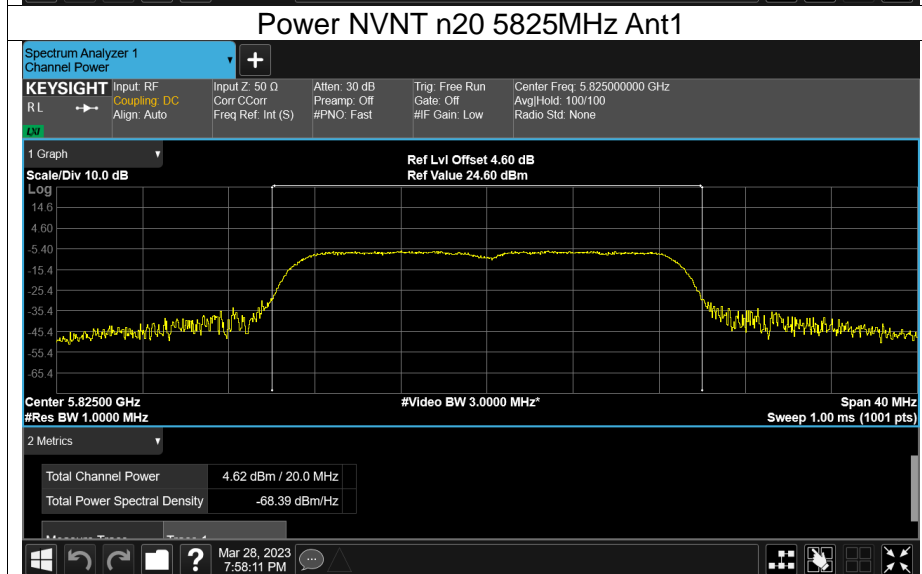 Power NVNT n20 5825MHz Ant1
Spectrum Analyzer 1
Channel Power
+
KEYSIGHT Input: RF Input Z: 50 Ω Atten: 30 dB Trig: Free Run Center Freq: 5.825000000 GHz
R L Coupling: DC Corr CCorr Preamp: Off Gate: Off Avg|Hold: 100/100
Align: Auto Freq Ref: Int (S) #PNO: Fast #IF Gain: Low Radio Std: None
LXI
1 Graph
Ref Lvl Offset 4.60 dB
Scale/Div 10.0 dB Ref Value 24.60 dBm
Log
14.6
4.60
-5.40
-15.4
-25.4
-35.4
-45.4
-55.4
-65.4
Center 5.82500 GHz #Video BW 3.0000 MHz* Span 40 MHz
#Res BW 1.0000 MHz Sweep 1.00 ms (1001 pts)
2 Metrics
Total Channel Power 4.62 dBm / 20.0 MHz
Total Power Spectral Density -68.39 dBm/Hz
? Mar 28, 2023
7:58:11 PM